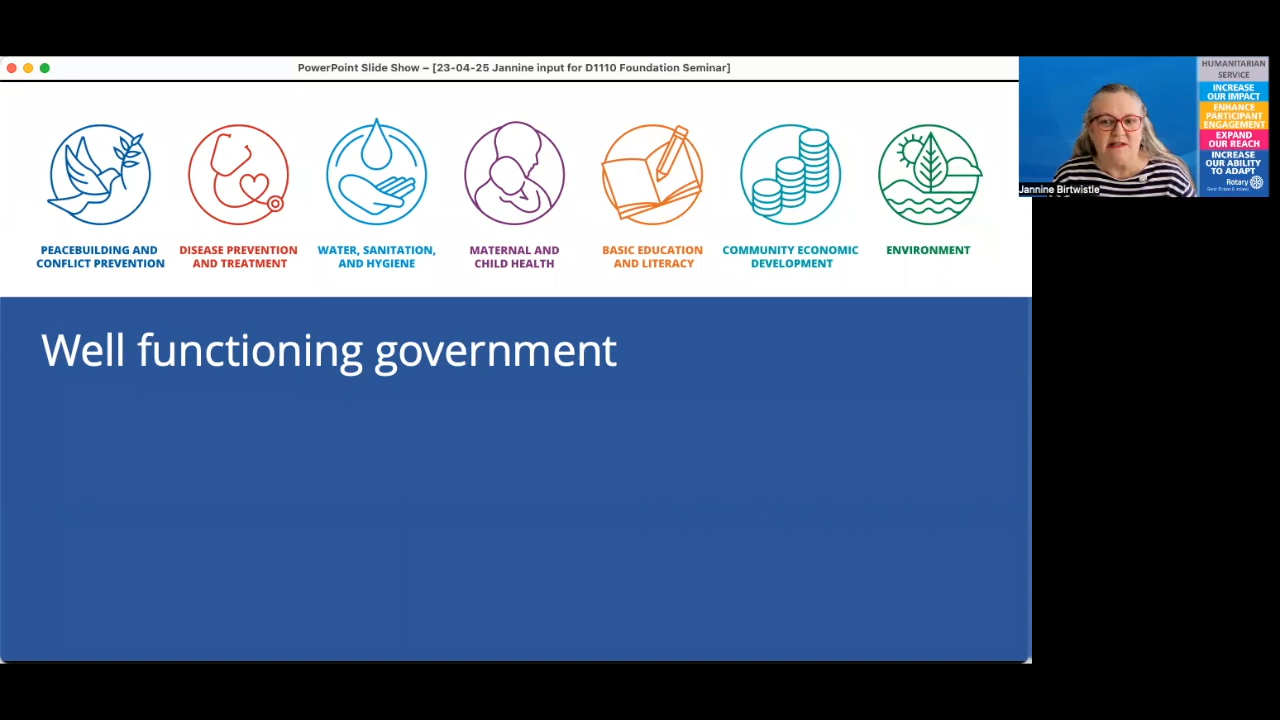 PowerPoint Slide Show – [23-04-25 Jannine input for D1110 Foundation Seminar]
PEACEBUILDING AND
CONFLICT PREVENTION
DISEASE PREVENTION
AND TREATMENT
WATER, SANITATION,
AND HYGIENE
MATERNAL AND
CHILD HEALTH
BASIC EDUCATION
AND LITERACY
COMMUNITY ECONOMIC
DEVELOPMENT
ENVIRONMENT
Well functioning government
HUMANITARIAN
SERVICE
INCREASE
OUR IMPACT
ENHANCE
PARTICIPANT
ENGAGEMENT
EXPAND
OUR REACH
INCREASE
OUR ABILITY
TO ADAPT
Rotary
Jannine Birtwistle